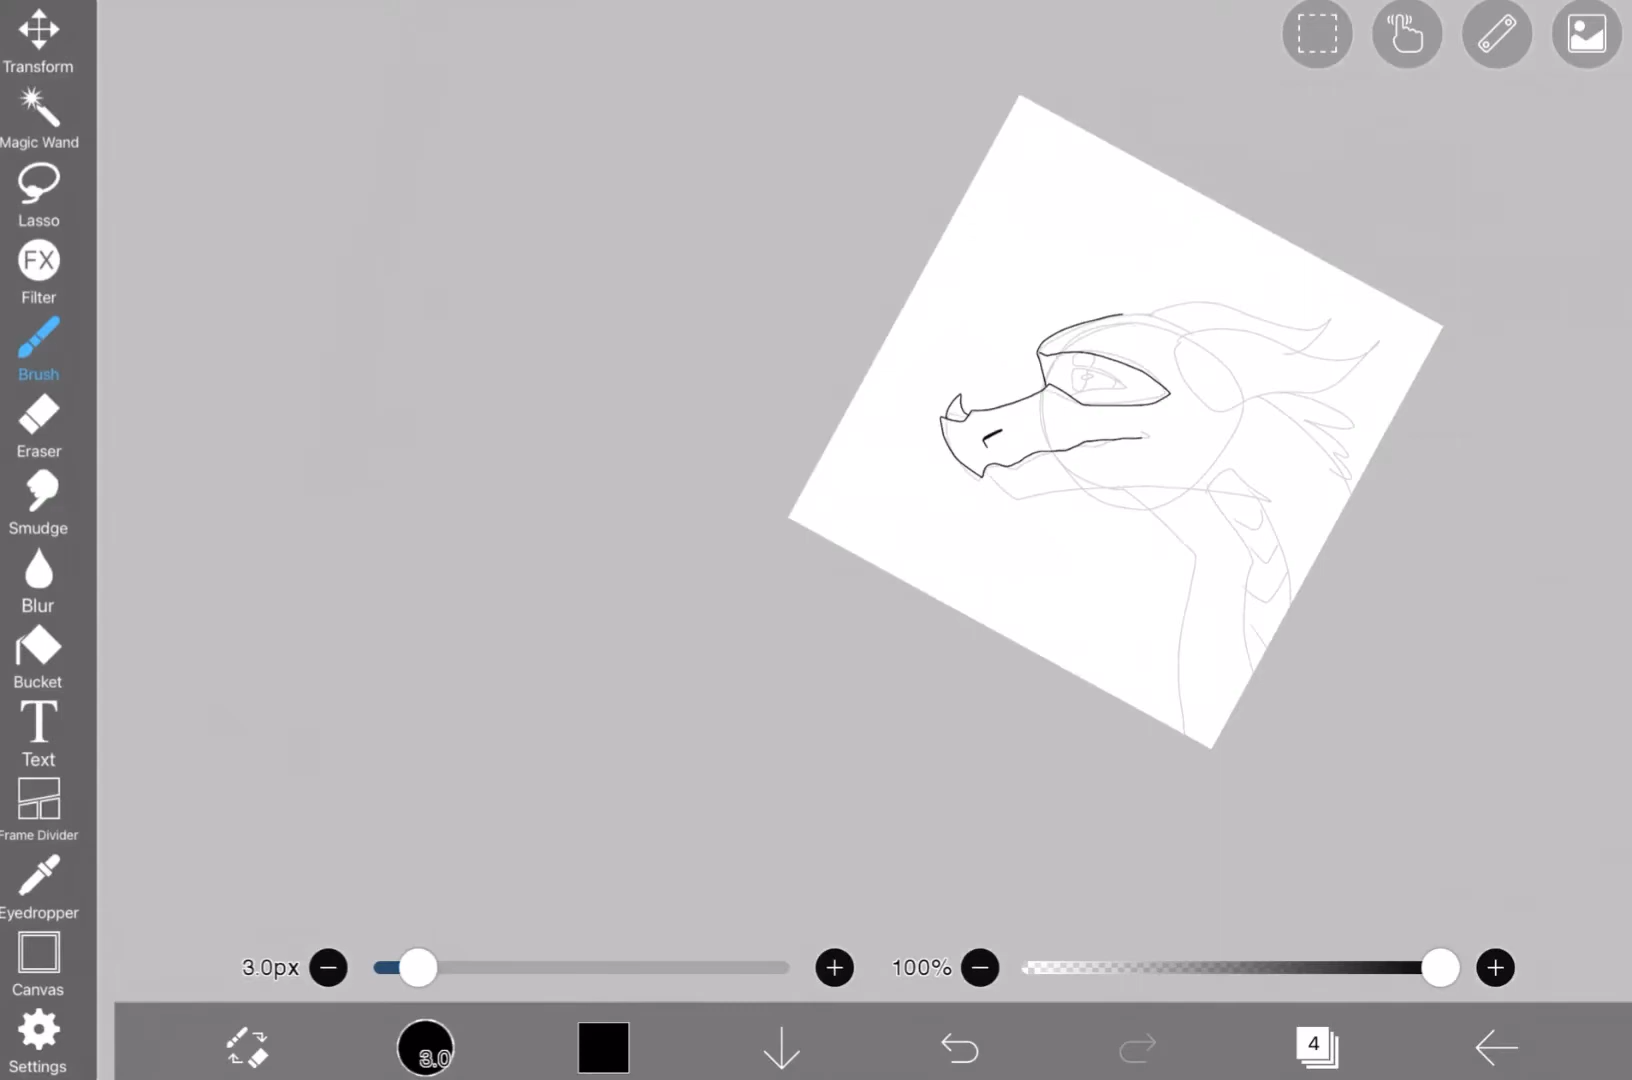 Transform
Magic Wand
Lasso
FX
Filter
Brush
Eraser
Smudge
Blur
Bucket
T
Text
Frame Divider
Eyedropper
Canvas
Settings
3.0px
100%
3.0
4